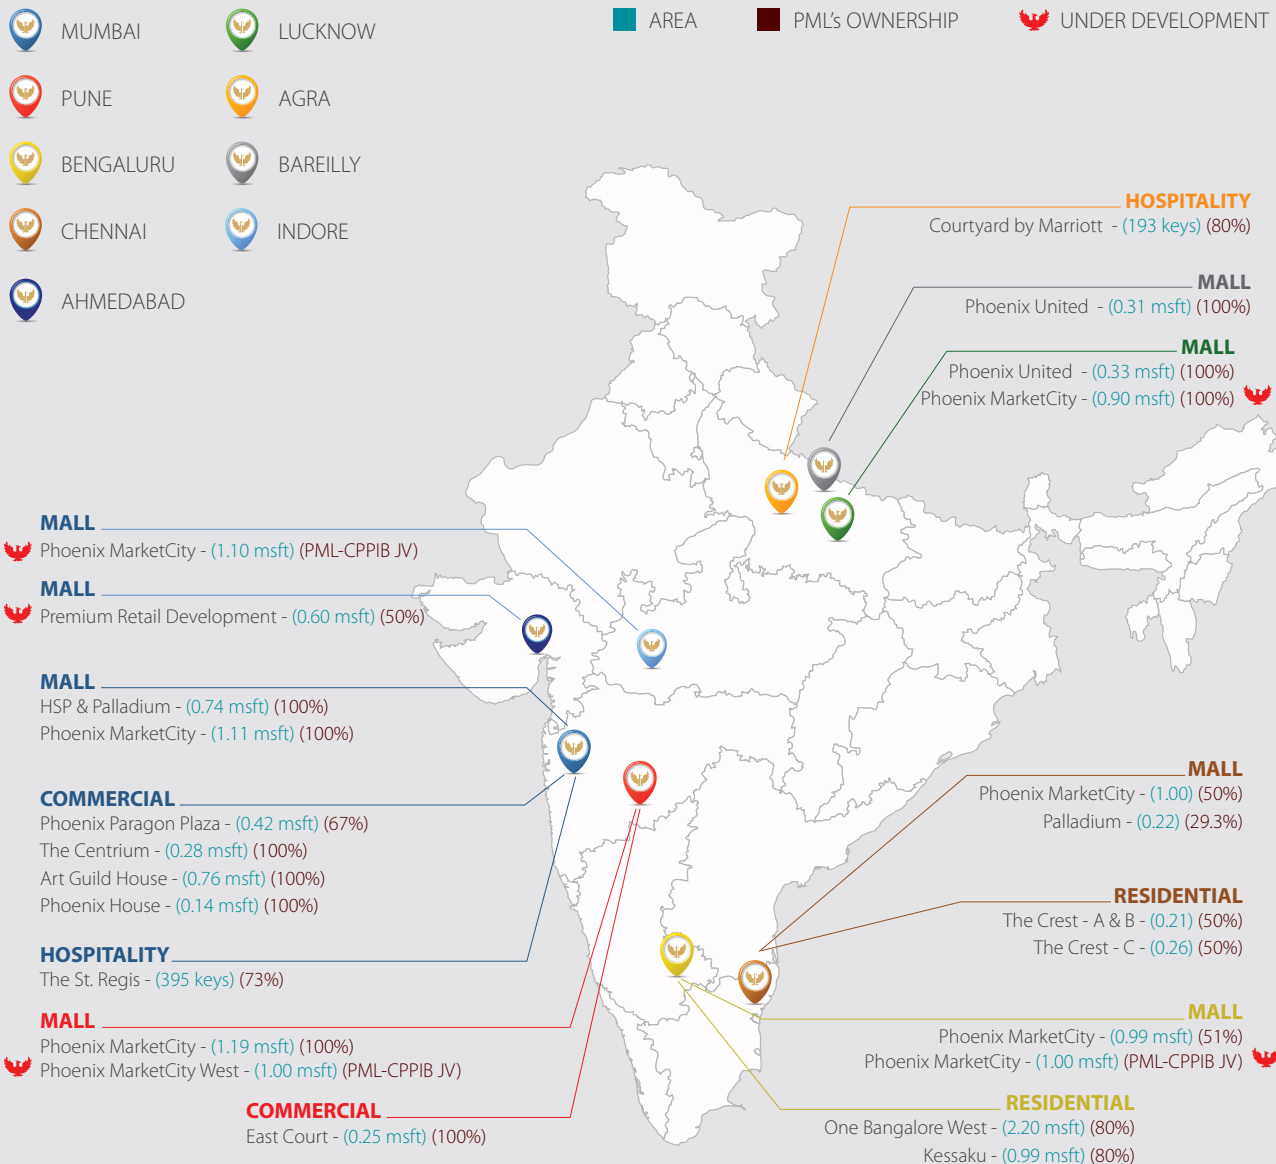 MUMBAI
LUCKNOW
PUNE
AGRA
BENGALURU
BAREILLY
CHENNAI
INDORE
AHMEDABAD
AREA
PML's OWNERSHIP
UNDER DEVELOPMENT
HOSPITALITY
Courtyard by Marriott - (193 keys) (80%)
MALL
Phoenix United - (0.31 msft) (100%)
MALL
Phoenix United - (0.33 msft) (100%)
Phoenix MarketCity - (0.90 msft) (100%)
MALL
Phoenix MarketCity - (1.10 msft) (PML-CPPIB JV)
MALL
Premium Retail Development - (0.60 msft) (50%)
MALL
HSP & Palladium - (0.74 msft) (100%)
Phoenix MarketCity - (1.11 msft) (100%)
COMMERCIAL
Phoenix Paragon Plaza - (0.42 msft) (67%)
The Centrium - (0.28 msft) (100%)
Art Guild House - (0.76 msft) (100%)
Phoenix House - (0.14 msft) (100%)
HOSPITALITY
The St. Regis - (395 keys) (73%)
MALL
Phoenix MarketCity - (1.19 msft) (100%)
Phoenix MarketCity West - (1.00 msft) (PML-CPPIB JV)
COMMERCIAL
East Court - (0.25 msft) (100%)
MALL
Phoenix MarketCity - (1.00) (50%)
Palladium - (0.22) (29.3%)
RESIDENTIAL
The Crest - A & B - (0.21) (50%)
The Crest - C - (0.26) (50%)
MALL
Phoenix MarketCity - (0.99 msft) (51%)
Phoenix MarketCity - (1.00 msft) (PML-CPPIB JV)
RESIDENTIAL
One Bangalore West - (2.20 msft) (80%)
Kessaku - (0.99 msft) (80%)